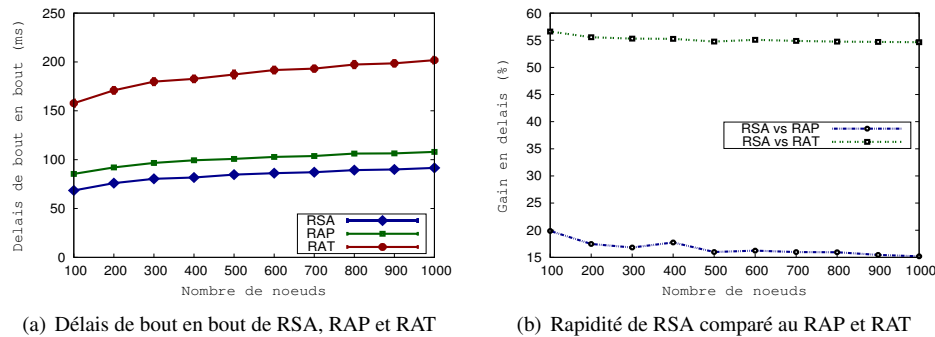 250
200
150
100
50
0
100 200 300 400 500 600 700 800 900 1000
Delais de bout en bout (ms)
Nombre de noeuds
RSA
RAP
RAT
(a) Délais de bout en bout de RSA, RAP et RAT
60
55
50
45
40
35
30
25
20
15
100 200 300 400 500 600 700 800 900 1000
Gain en delais (%)
Nombre de noeuds
RSA vs RAP
RSA vs RAT
(b) Rapidité de RSA comparé au RAP et RAT